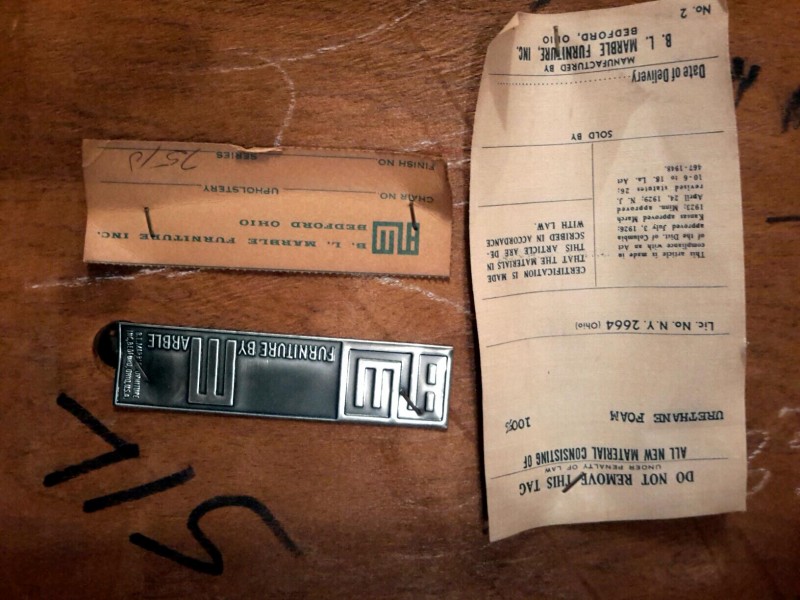 DO NOT REMOVE THIS TAG
UNDER PENALTY OF LAW
ALL NEW MATERIAL CONSISTING OF
URETHANE FOAM 100%
Lic. No. N.Y. 2664 (Ohio)
CERTIFICATION IS MADE
THAT THE MATERIALS IN
THIS ARTICLE ARE DE-
SCRIBED IN ACCORDANCE
WITH LAW.
This article is made in
compliance with an Act
of the Dist. of Columbia
approved July 3, 1926;
Kansas approved March
1923; Minn. approved
April 24, 1929; N. J.
revised statutes 26;
10-6 to 18. La. Act
467-1948.
SOLD BY
Date of Delivery
MANUFACTURED BY
B. L. MARBLE FURNITURE, INC.
BEDFORD, OHIO
No. 2
BLM
FURNITURE BY
MARBLE
B. L. MARBLE FURNITURE INC.
BEDFORD OHIO
CHAIR NO UPHOLSTERY
FINISH NO SERIES